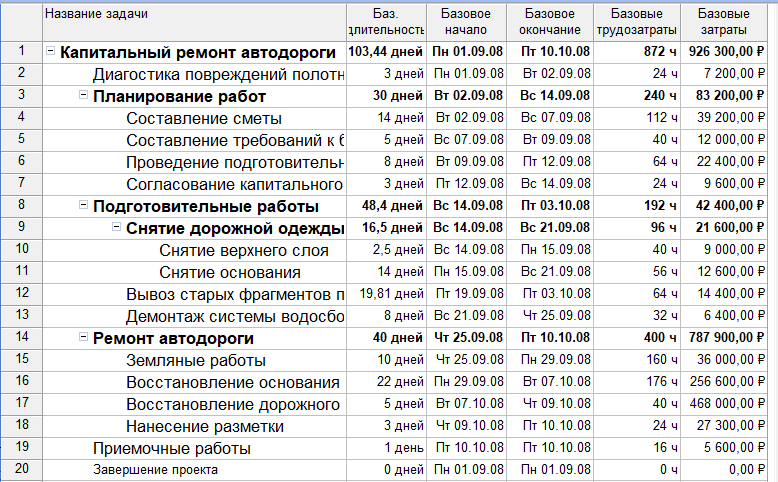 Название задачи Баз. длительность Базовое начало Базовое окончание Базовые трудозатраты Базовые затраты
1 Капитальный ремонт автодороги 103,44 дней Пн 01.09.08 Пт 10.10.08 872 ч 926 300,00 ₽
2 Диагостика повреждений полотн 3 дней Пн 01.09.08 Вт 02.09.08 24 ч 7 200,00 ₽
3 Планирование работ 30 дней Вт 02.09.08 Вс 14.09.08 240 ч 83 200,00 ₽
4 Составление сметы 14 дней Вт 02.09.08 Вс 07.09.08 112 ч 39 200,00 ₽
5 Составление требований к б 5 дней Вс 07.09.08 Вт 09.09.08 40 ч 12 000,00 ₽
6 Проведение подготовительн 8 дней Вт 09.09.08 Пт 12.09.08 64 ч 22 400,00 ₽
7 Согласование капитального 3 дней Пт 12.09.08 Вс 14.09.08 24 ч 9 600,00 ₽
8 Подготовительные работы 48,4 дней Вс 14.09.08 Пт 03.10.08 192 ч 42 400,00 ₽
9 Снятие дорожной одежды 16,5 дней Вс 14.09.08 Вс 21.09.08 96 ч 21 600,00 ₽
10 Снятие верхнего слоя 2,5 дней Вс 14.09.08 Пн 15.09.08 40 ч 9 000,00 ₽
11 Снятие основания 14 дней Пн 15.09.08 Вс 21.09.08 56 ч 12 600,00 ₽
12 Вывоз старых фрагментов п 19,81 дней Пт 19.09.08 Пт 03.10.08 64 ч 14 400,00 ₽
13 Демонтаж системы водосбо 8 дней Вс 21.09.08 Чт 25.09.08 32 ч 6 400,00 ₽
14 Ремонт автодороги 40 дней Чт 25.09.08 Пт 10.10.08 400 ч 787 900,00 ₽
15 Земляные работы 10 дней Чт 25.09.08 Пн 29.09.08 160 ч 36 000,00 ₽
16 Восстановление основания 22 дней Пн 29.09.08 Вт 07.10.08 176 ч 256 600,00 ₽
17 Восстановление дорожного 5 дней Вт 07.10.08 Чт 09.10.08 40 ч 468 000,00 ₽
18 Нанесение разметки 3 дней Чт 09.10.08 Пт 10.10.08 24 ч 27 300,00 ₽
19 Приемочные работы 1 день Пт 10.10.08 Пт 10.10.08 16 ч 5 600,00 ₽
20 Завершение проекта 0 дней Пн 01.09.08 Пн 01.09.08 0 ч 0,00 ₽